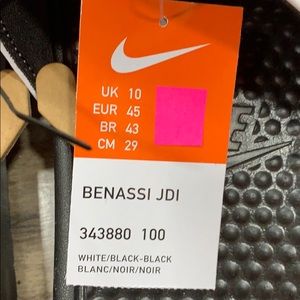 UK 10
EUR 45
BR 43
CM 29
BENASSI JDI
343880 100
WHITE/BLACK-BLACK
BLANC/NOIR/NOIR